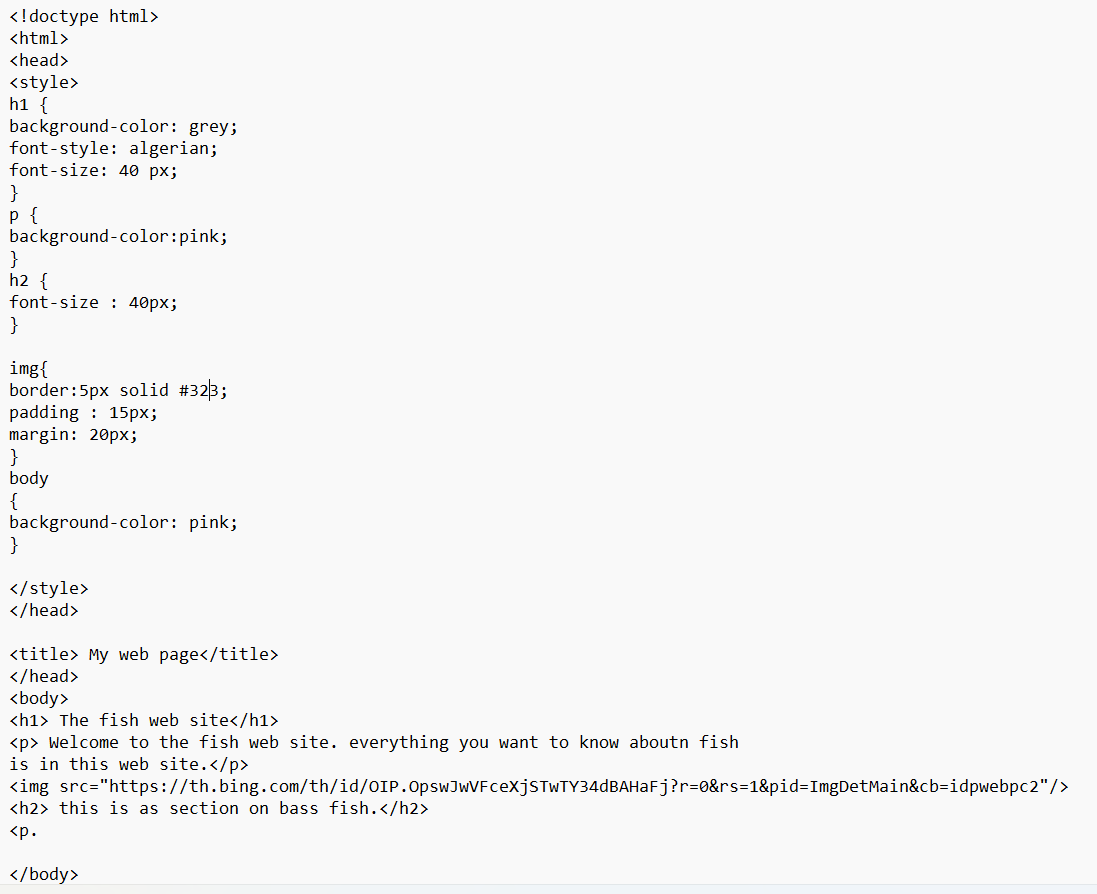 <!doctype html>
<html>
<head>
<style>
h1 {
background-color: grey;
font-style: algerian;
font-size: 40 px;
}
p {
background-color:pink;
}
h2 {
font-size : 40px;
}

img{
border:5px solid #323;
padding : 15px;
margin: 20px;
}
body
{
background-color: pink;
}

</style>
</head>

<title> My web page</title>
</head>
<body>
<h1> The fish web site</h1>
<p> Welcome to the fish web site. everything you want to know aboutn fish
is in this web site.</p>
<img src="https://th.bing.com/th/id/OIP.OpswJwVFceXjSTwTY34dBAHaFj?r=0&rs=1&pid=ImgDetMain&cb=idpwebpc2"/>
<h2> this is as section on bass fish.</h2>
<p.

</body>